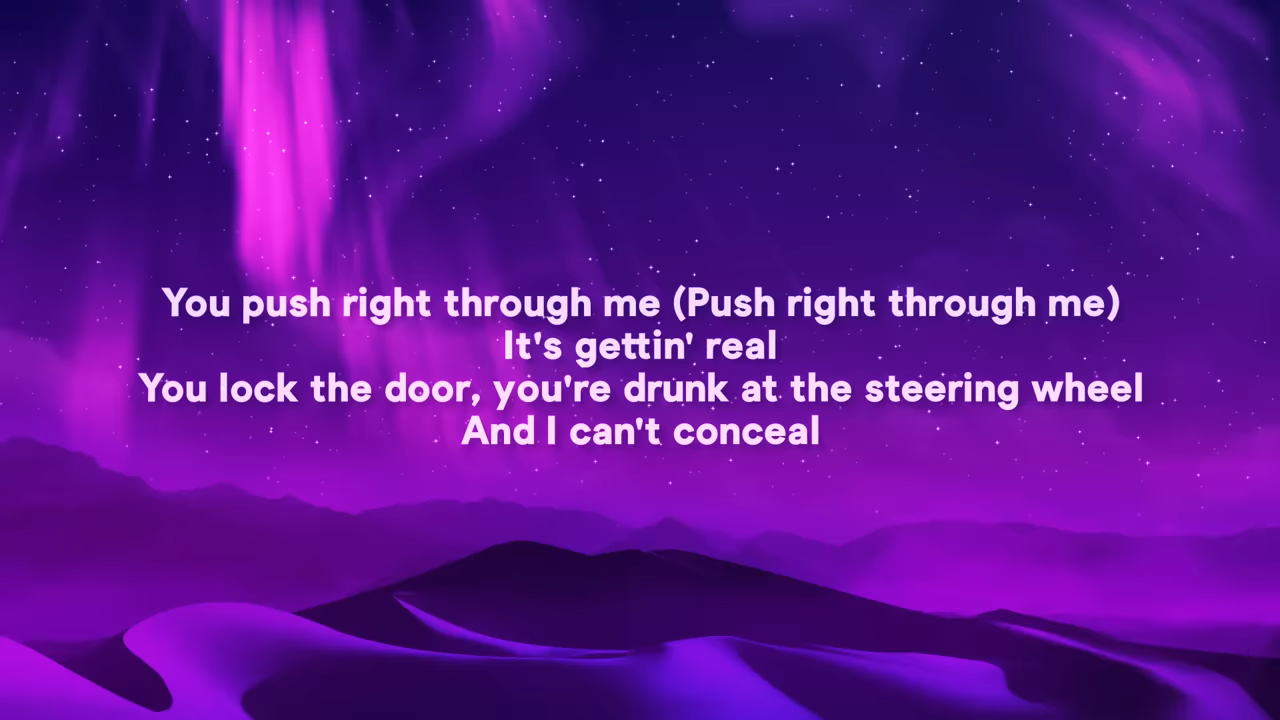 You push right through me (Push right through me)
It's gettin' real
You lock the door, you're drunk at the steering wheel
And I can't conceal